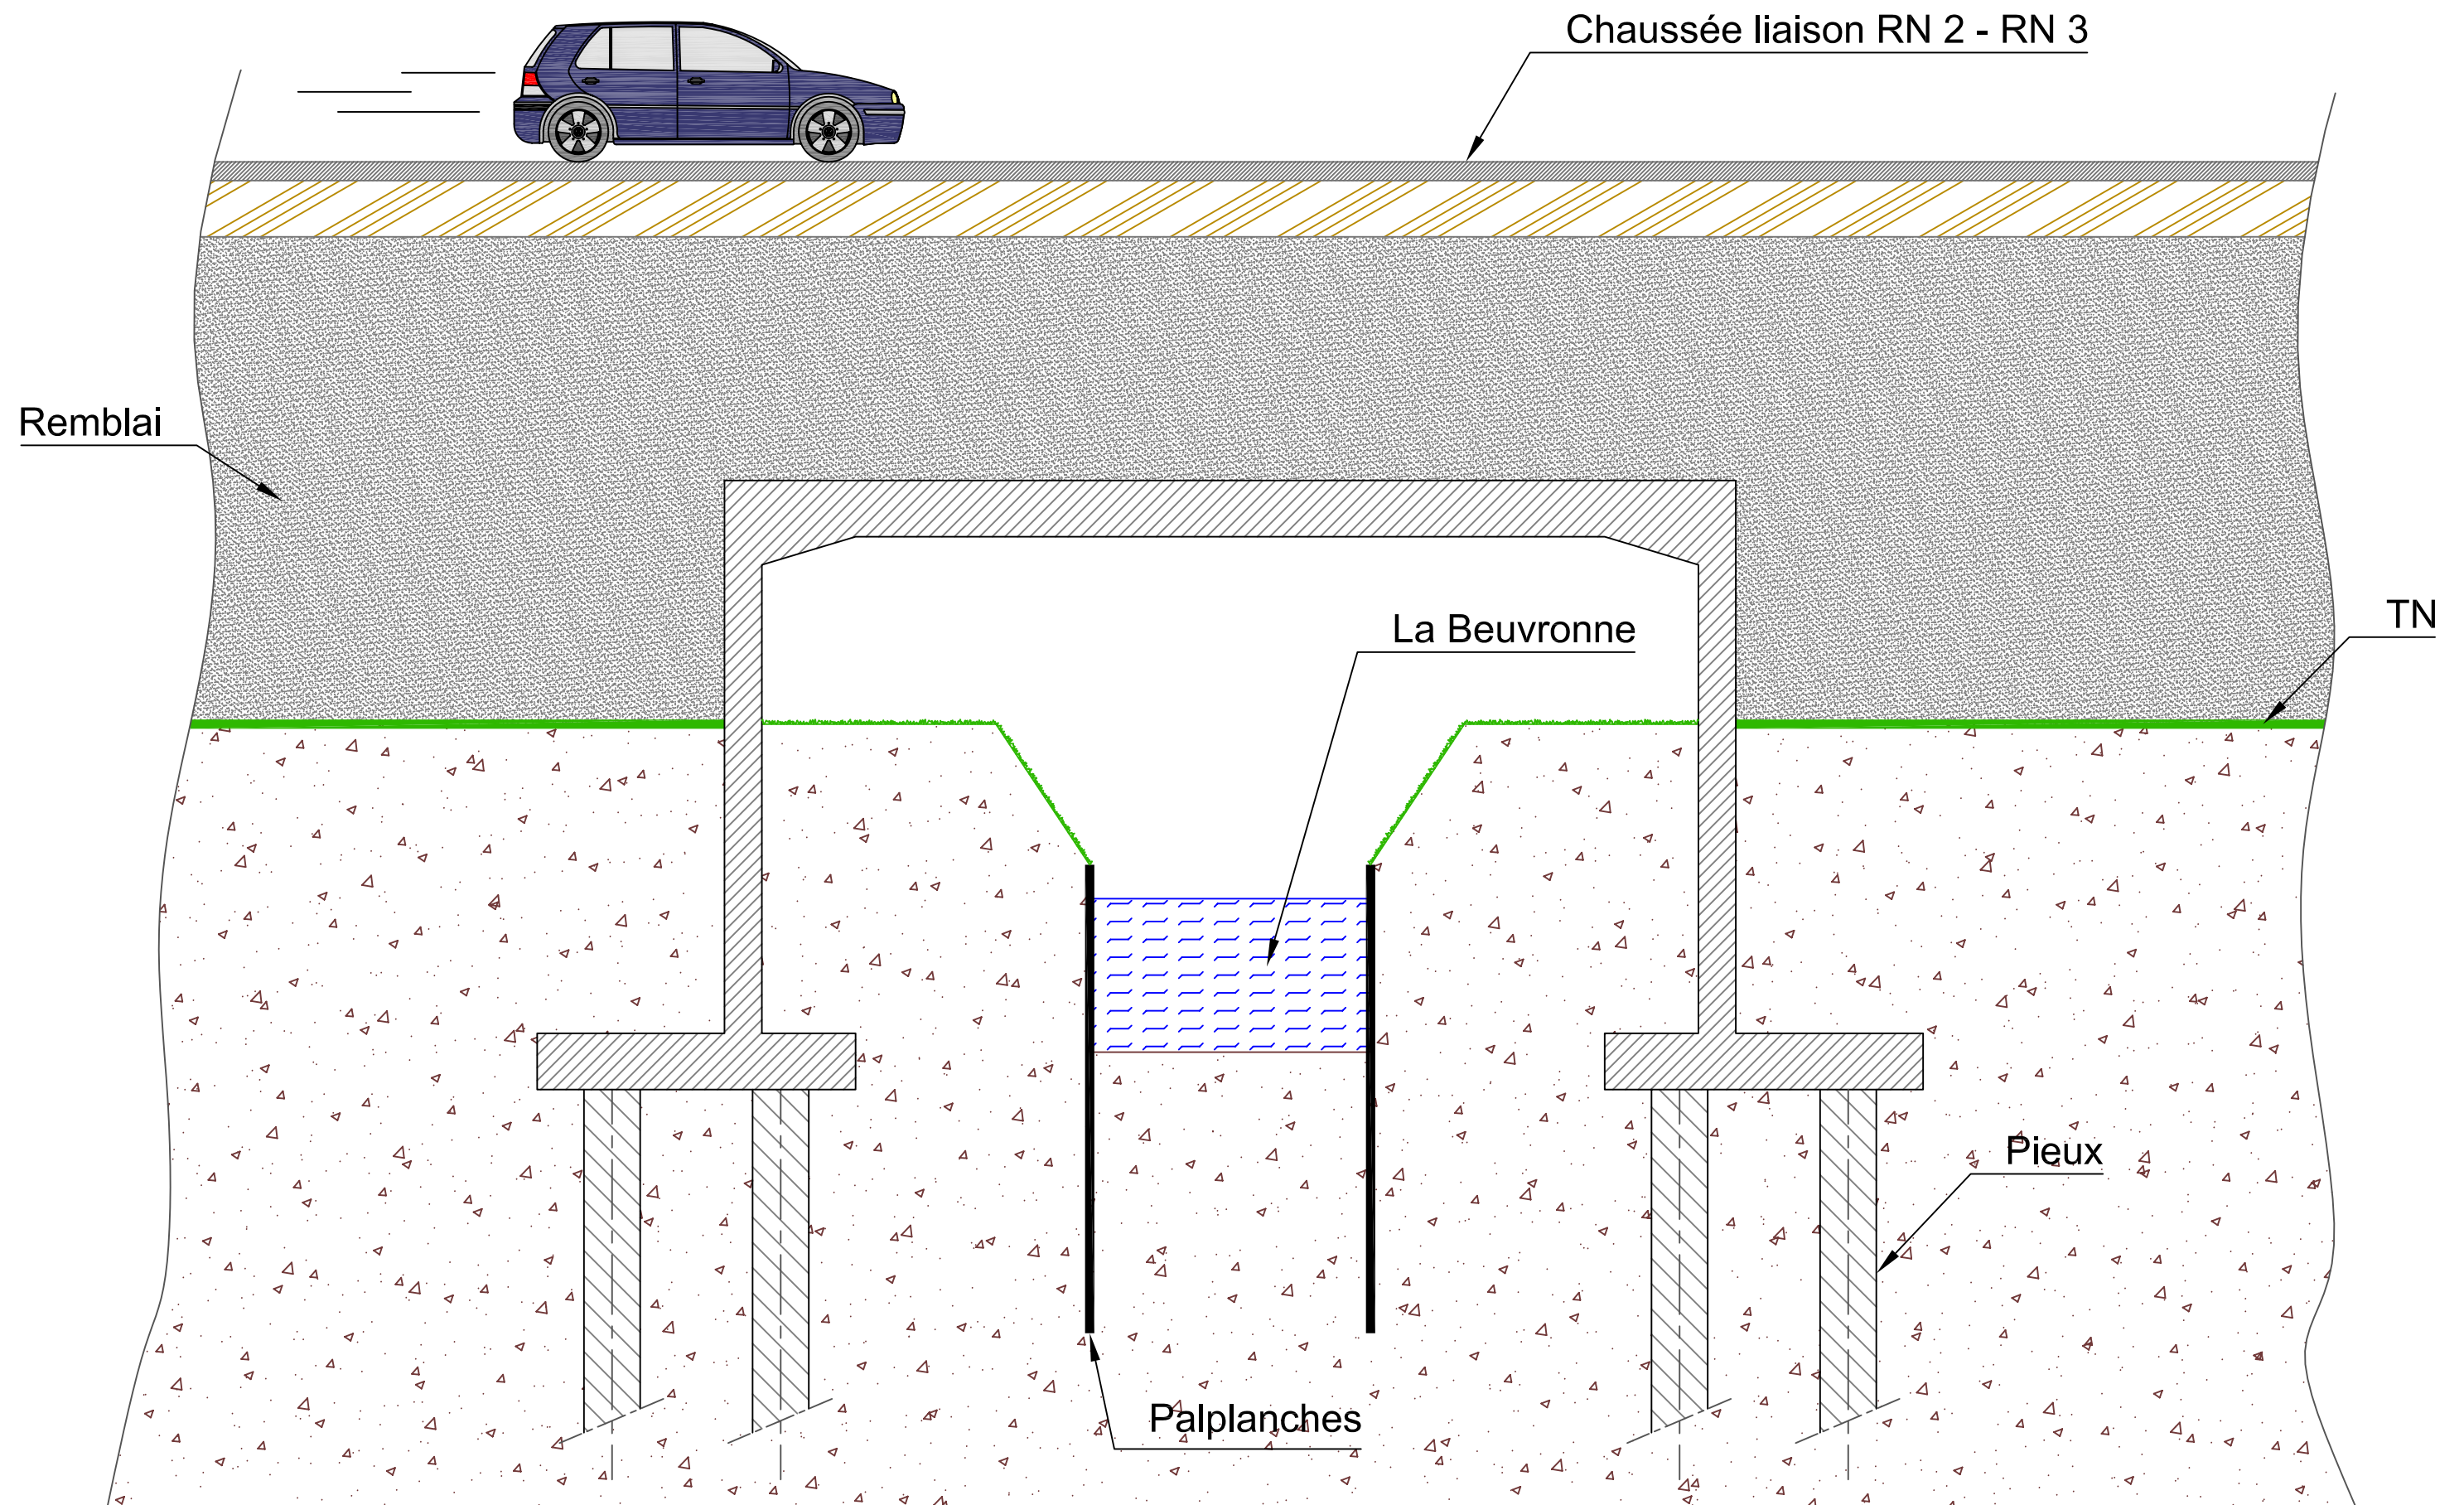 Chaussée liaison RN 2 - RN 3
Remblai
TN
La Beuvronne
Pieux
Palplanches